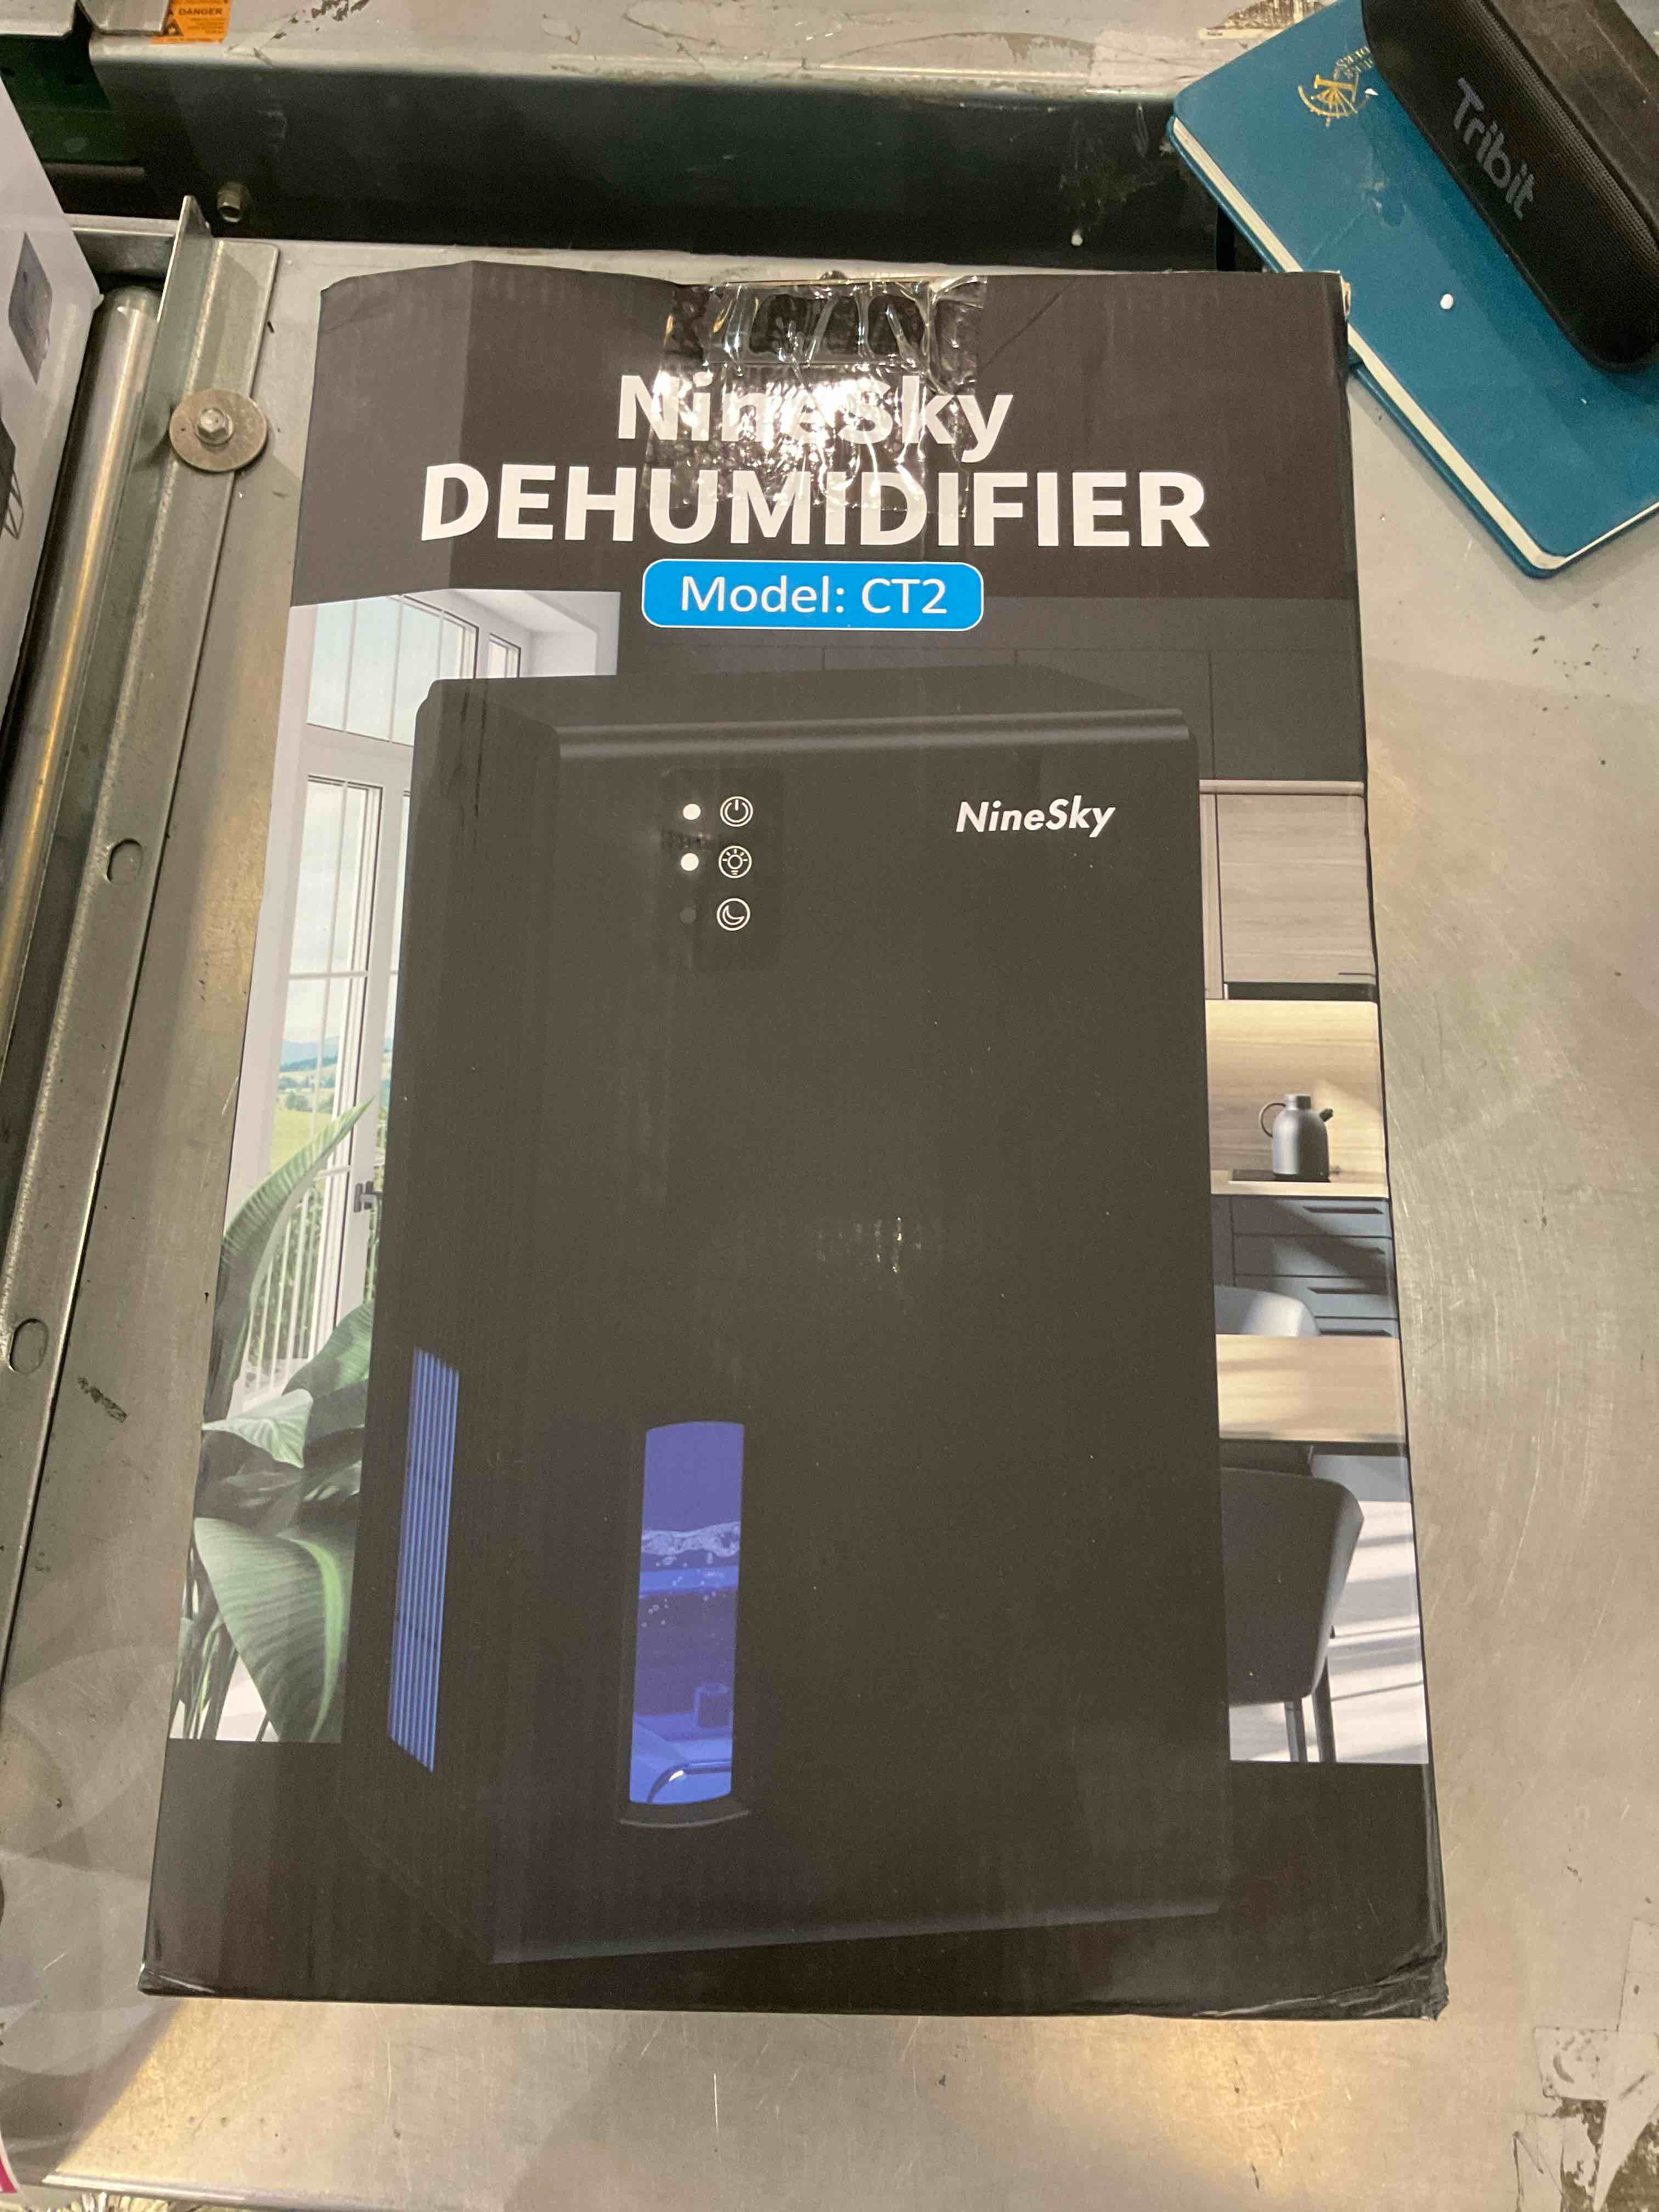 DANGER
Tribit
NineSky
DEHUMIDIFIER
Model: CT2
NineSky